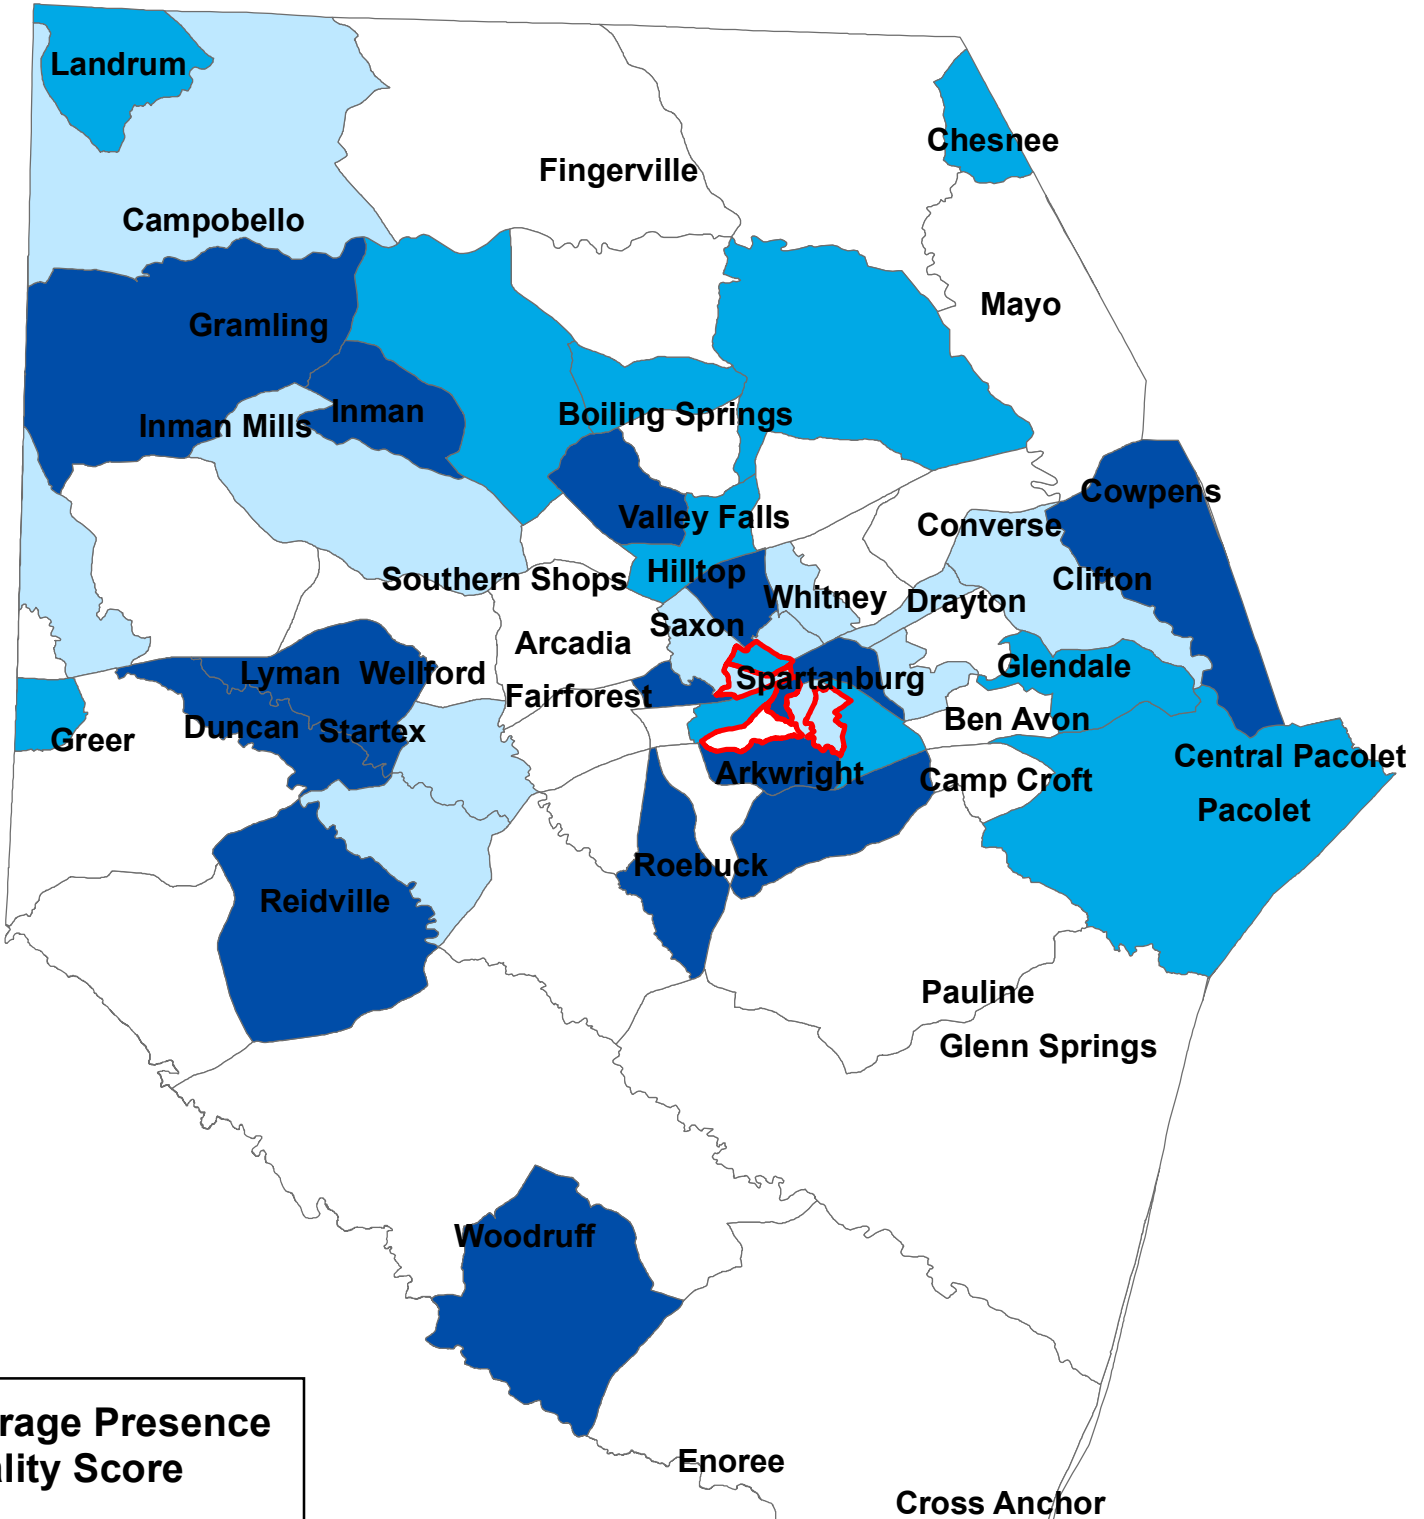 Landrum
Chesnee
Fingerville
Campobello
Mayo
Gramling
Inman
Boiling Springs
Inman Mills
Cowpens
Valley Falls
Converse
Hilltop
Southern Shops
Clifton
Whitney
Drayton
Saxon
Arcadia
Glendale
Lyman
Wellford
Spartanburg
Fairforest
Ben Avon
Duncan
Startex
Greer
Central Pacolet
Arkwright
Camp Croft
Pacolet
Roebuck
Reidville
Pauline
Glenn Springs
Woodruff
rage Presence
lity Score
Enoree
Cross Anchor